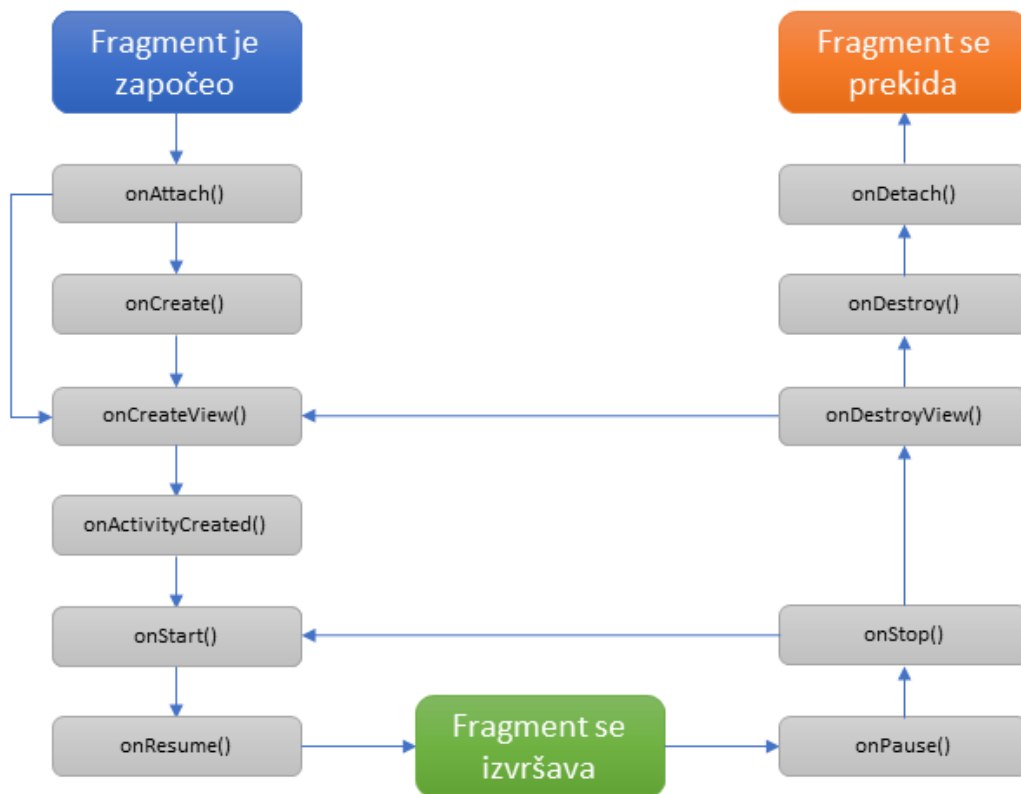 Fragment je
započeo
onAttach()
onCreate()
onCreateView()
onActivityCreated()
onStart()
onResume()
Fragment se
izvršava
onPause()
onStop()
onDestroyView()
onDestroy()
onDetach()
Fragment se
prekida